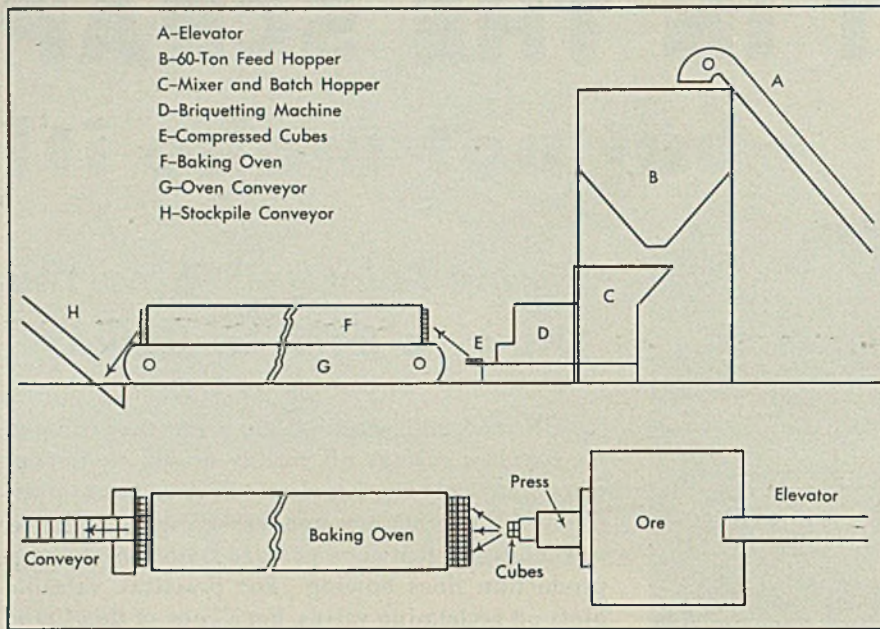 A–Elevator
B–60-Ton Feed Hopper
C–Mixer and Batch Hopper
D–Briquetting Machine
E–Compressed Cubes
F–Baking Oven
G–Oven Conveyor
H–Stockpile Conveyor
O
A
B
H
C
F
E
D
O
G
O
Press
Elevator
Ore
Baking Oven
Conveyor
Cubes